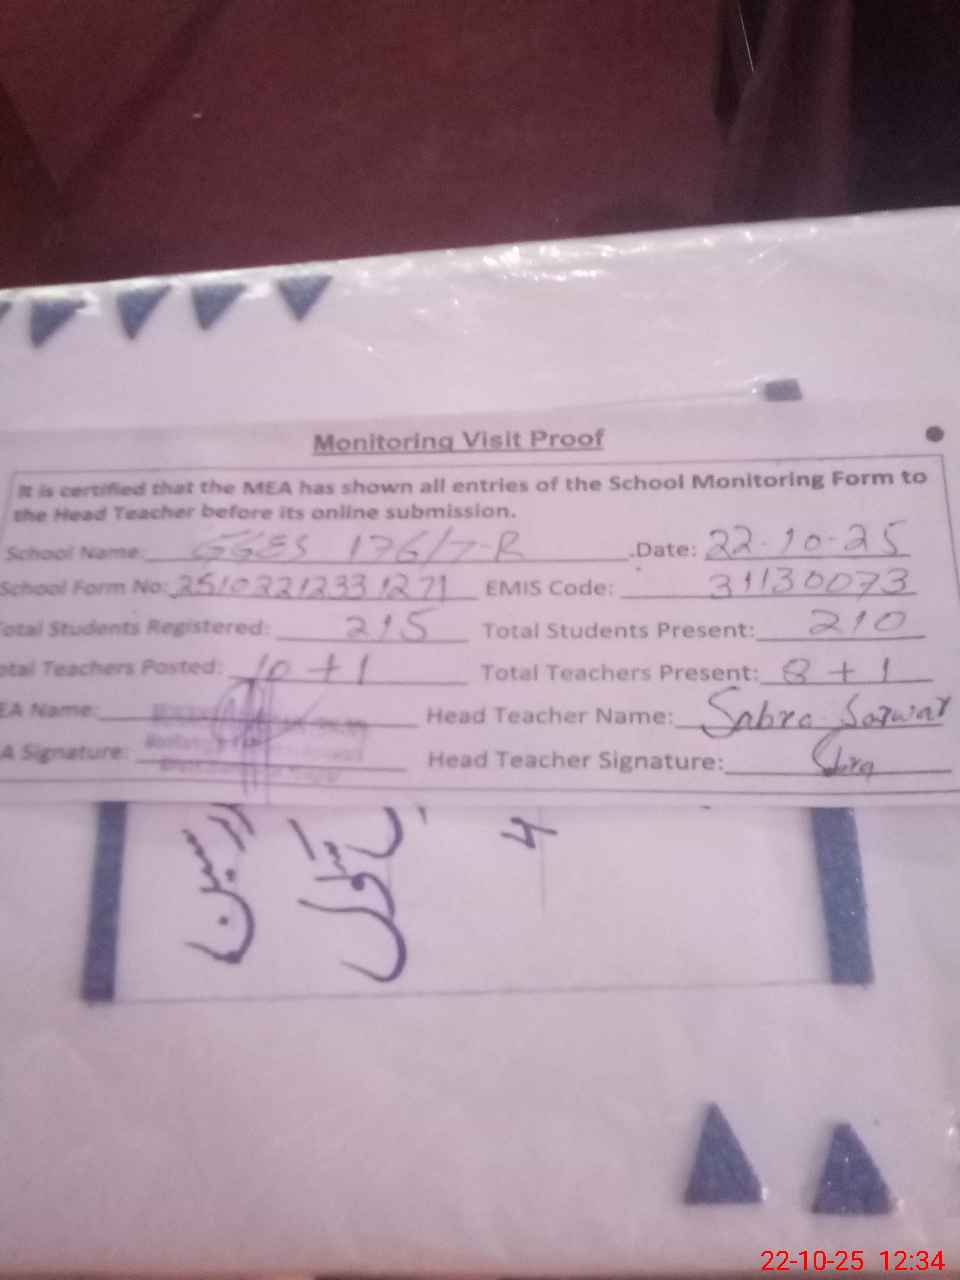 Monitoring Visit Proof
It is certified that the MEA has shown all entries of the School Monitoring Form to
the Head Teacher before its online submission.
School Name: GGES 176/7-R .Date: 22-10-25
School Form No: 25102212331271 EMIS Code: 31130073
otal Students Registered: 215 Total Students Present: 210
otal Teachers Posted: 10+1 Total Teachers Present: 8+1
EA Name: Head Teacher Name: Sabra Sarwar
A Signature: Head Teacher Signature: Sabra
22-10-25 12:34